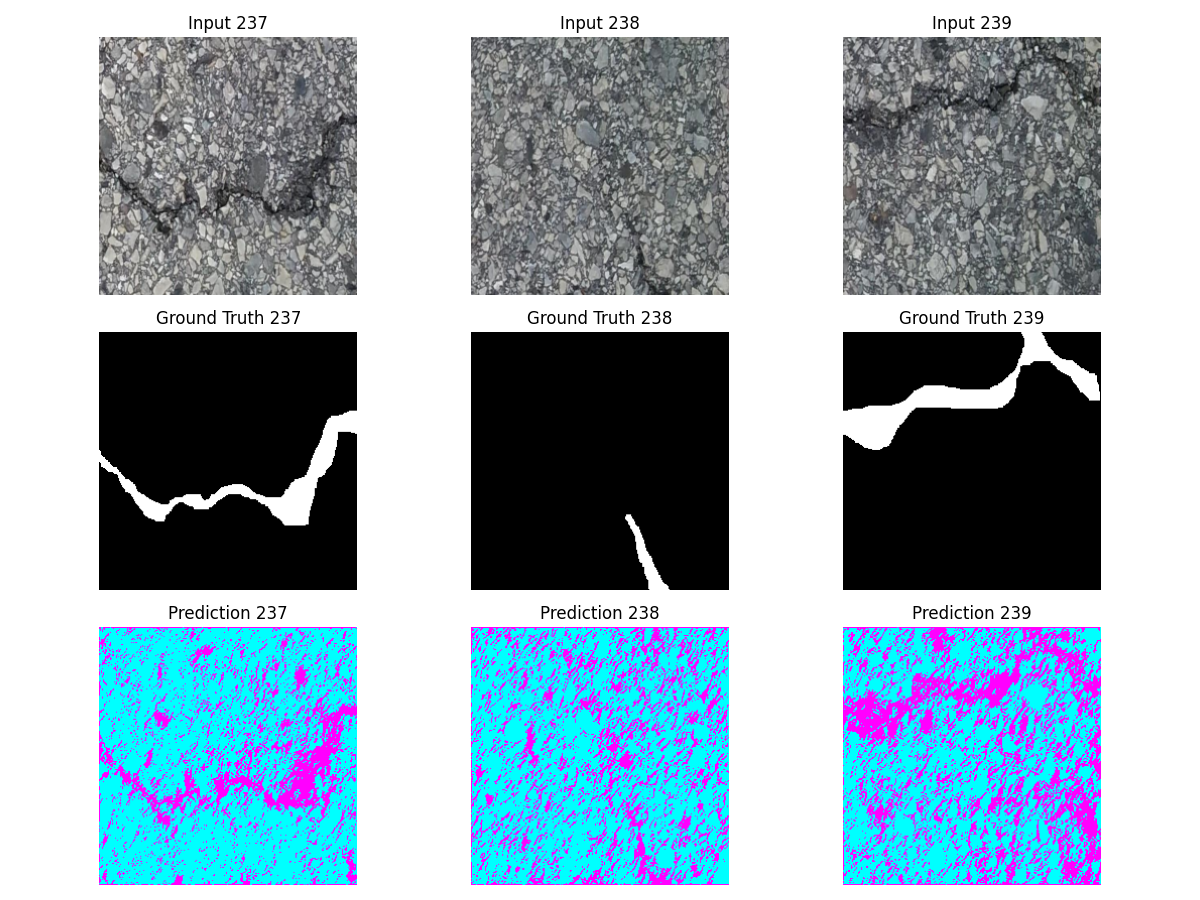 Input 237
Input 238
Input 239
Ground Truth 237
Ground Truth 238
Ground Truth 239
Prediction 237
Prediction 238
Prediction 239